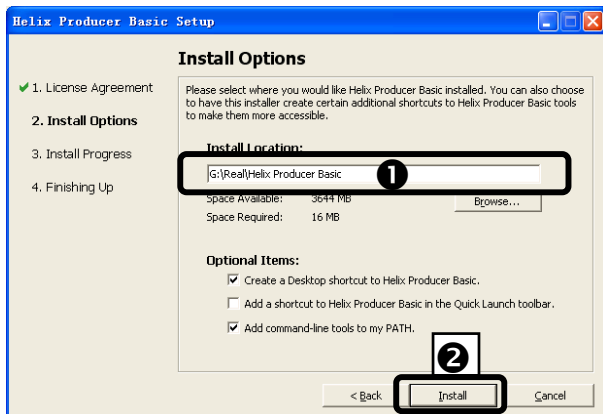 Helix Producer Basic Setup
Install Options
✔ 1. License Agreement
2. Install Options
3. Install Progress
4. Finishing Up
Please select where you would like Helix Producer Basic installed. You can also choose
to have this installer create certain additional shortcuts to Helix Producer Basic tools
to make them more accessible.
Install Location:
G:\Real\Helix Producer Basic
❶
Space Available: 3644 MB
Space Required: 16 MB
Browse...
Optional Items:
Create a Desktop shortcut to Helix Producer Basic.
Add a shortcut to Helix Producer Basic in the Quick Launch toolbar.
Add command-line tools to my PATH.
❷
< Back
Install
Cancel